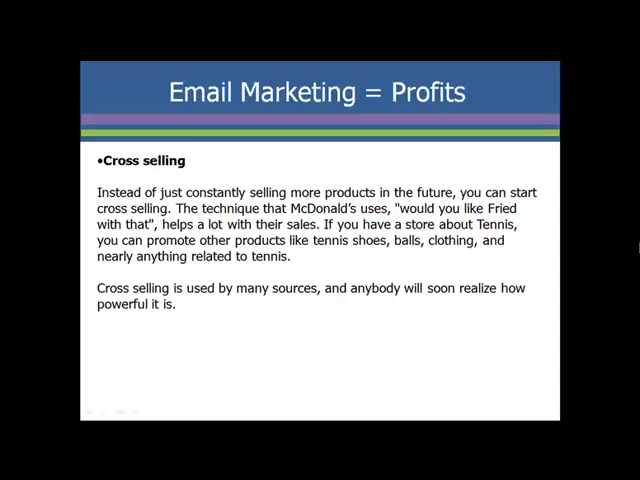 Email Marketing = Profits
•Cross selling
Instead of just constantly selling more products in the future, you can start
cross selling. The technique that McDonald's uses, "would you like Fried
with that", helps a lot with their sales. If you have a store about Tennis,
you can promote other products like tennis shoes, balls, clothing, and
nearly anything related to tennis.
Cross selling is used by many sources, and anybody will soon realize how
powerful it is.